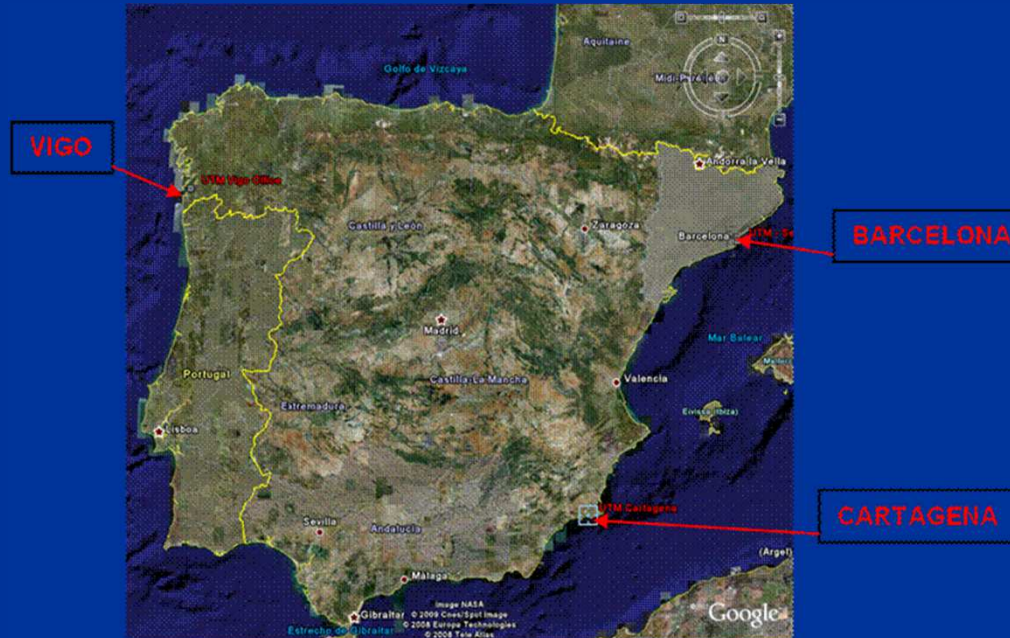 Aquitaine
N
Golfo de Vizcaya
VIGO
UTM Vigo Office
Andorra la Vella
Castilla y León
Zaragoza
Barcelona
UTM - Se
BARCELONA
Madrid
Mar Balear
Portugal
Castilla-La Mancha
Valencia
Extremadura
Eivissa (Ibiza)
Lisboa
UTM Cartagena
CARTAGENA
Sevilla
Andalucía
(Argel)
Málaga
Image NASA
Gibraltar
© 2009 Cnes/Spot Image
© 2008 Europa Technologies
© 2008 Tele Atlas
Estrecho de Gibraltar
Google